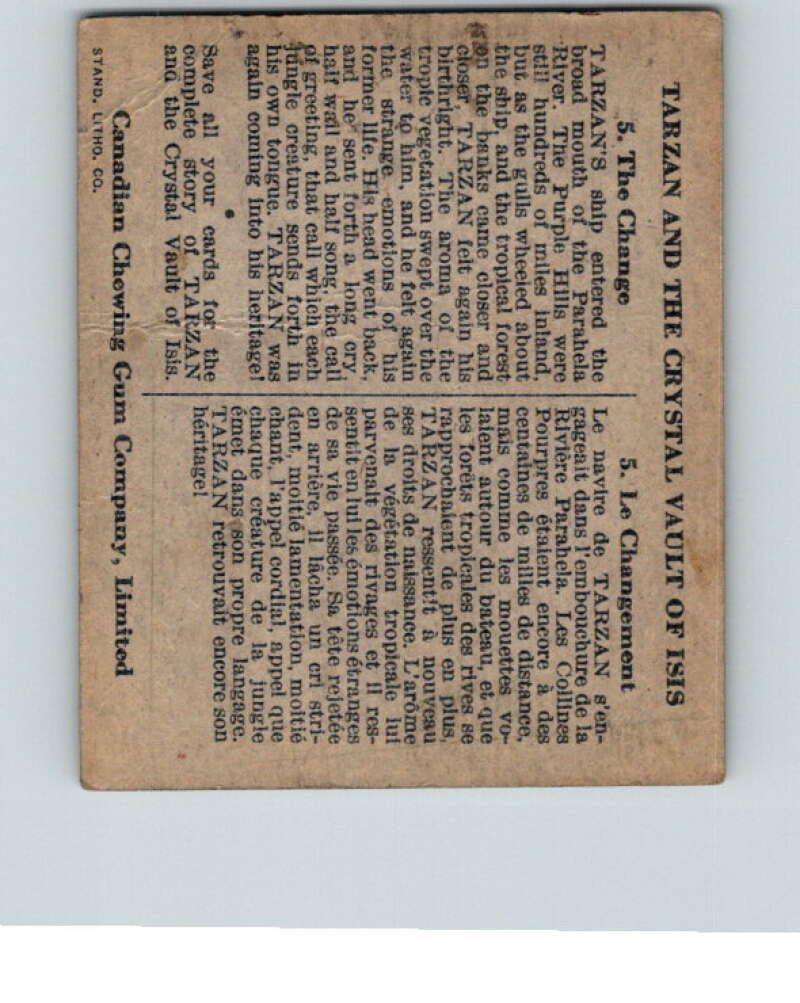 TARZAN AND THE CRYSTAL VAULT OF ISIS
5. The Change
TARZAN'S ship entered the
broad mouth of the Parahela
River. The Purple Hills were
still hundreds of miles inland,
but as the gulls wheeled about
the ship, and the tropical forest
on the banks came closer and
closer, TARZAN felt again his
birthright. The aroma of the
tropic vegetation swept over the
water to him, and he felt again
the strange emotions of his
former life. His head went back,
and he sent forth a long cry,
half wail and half song, the call
of greeting, that call which each
jungle creature sends forth in
his own tongue. TARZAN was
again coming into his heritage!
Save all your cards for the
complete story of TARZAN
and the Crystal Vault of Isis.
5. Le Changement
Le navire de TARZAN s'en-
gageait dans l'embouchure de la
Rivière Parahela. Les Collines
Pourpres étaient encore à des
centaines de milles de distance,
mais comme les mouettes vo-
laient autour du bateau, et que
les forêts tropicales des rives se
rapprochaient de plus en plus,
TARZAN ressentit à nouveau
ses droits de naissance. L'arôme
de la végétation tropicale lui
parvenait des rivages et il res-
sentit en lui les émotions étranges
de sa vie passée. Sa tête rejetée
en arrière, il lâcha un cri stri-
dent, moitié lamentation, moitié
chant, l'appel cordial, appel que
chaque créature de la jungle
émet dans son propre langage.
TARZAN retrouvait encore son
héritage!
Canadian Chewing Gum Company, Limited
STAND. LITHO. CO.